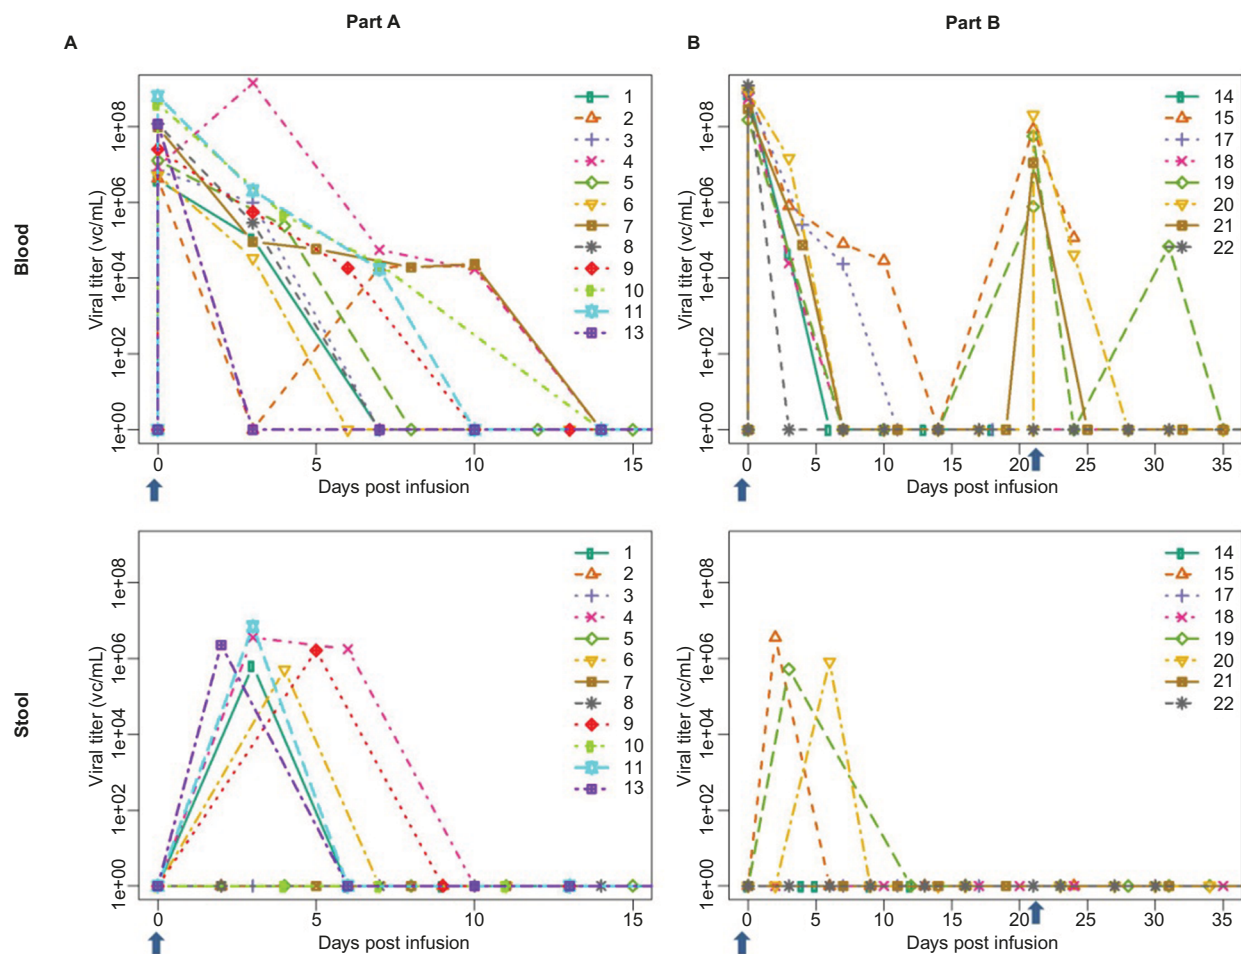 Part A
Part B
A
B
Blood
Viral titer (vc/mL)
1e+08
1e+06
1e+04
1e+02
1e+00
0
5
10
15
Days post infusion
1
2
3
4
5
6
7
8
9
10
11
13
Viral titer (vc/mL)
1e+08
1e+06
1e+04
1e+02
1e+00
0
5
10
15
20
25
30
35
Days post infusion
14
15
17
18
19
20
21
22
Stool
Viral titer (vc/mL)
1e+08
1e+06
1e+04
1e+02
1e+00
0
5
10
15
Days post infusion
1
2
3
4
5
6
7
8
9
10
11
13
Viral titer (vc/mL)
1e+08
1e+06
1e+04
1e+02
1e+00
0
5
10
15
20
25
30
35
Days post infusion
14
15
17
18
19
20
21
22